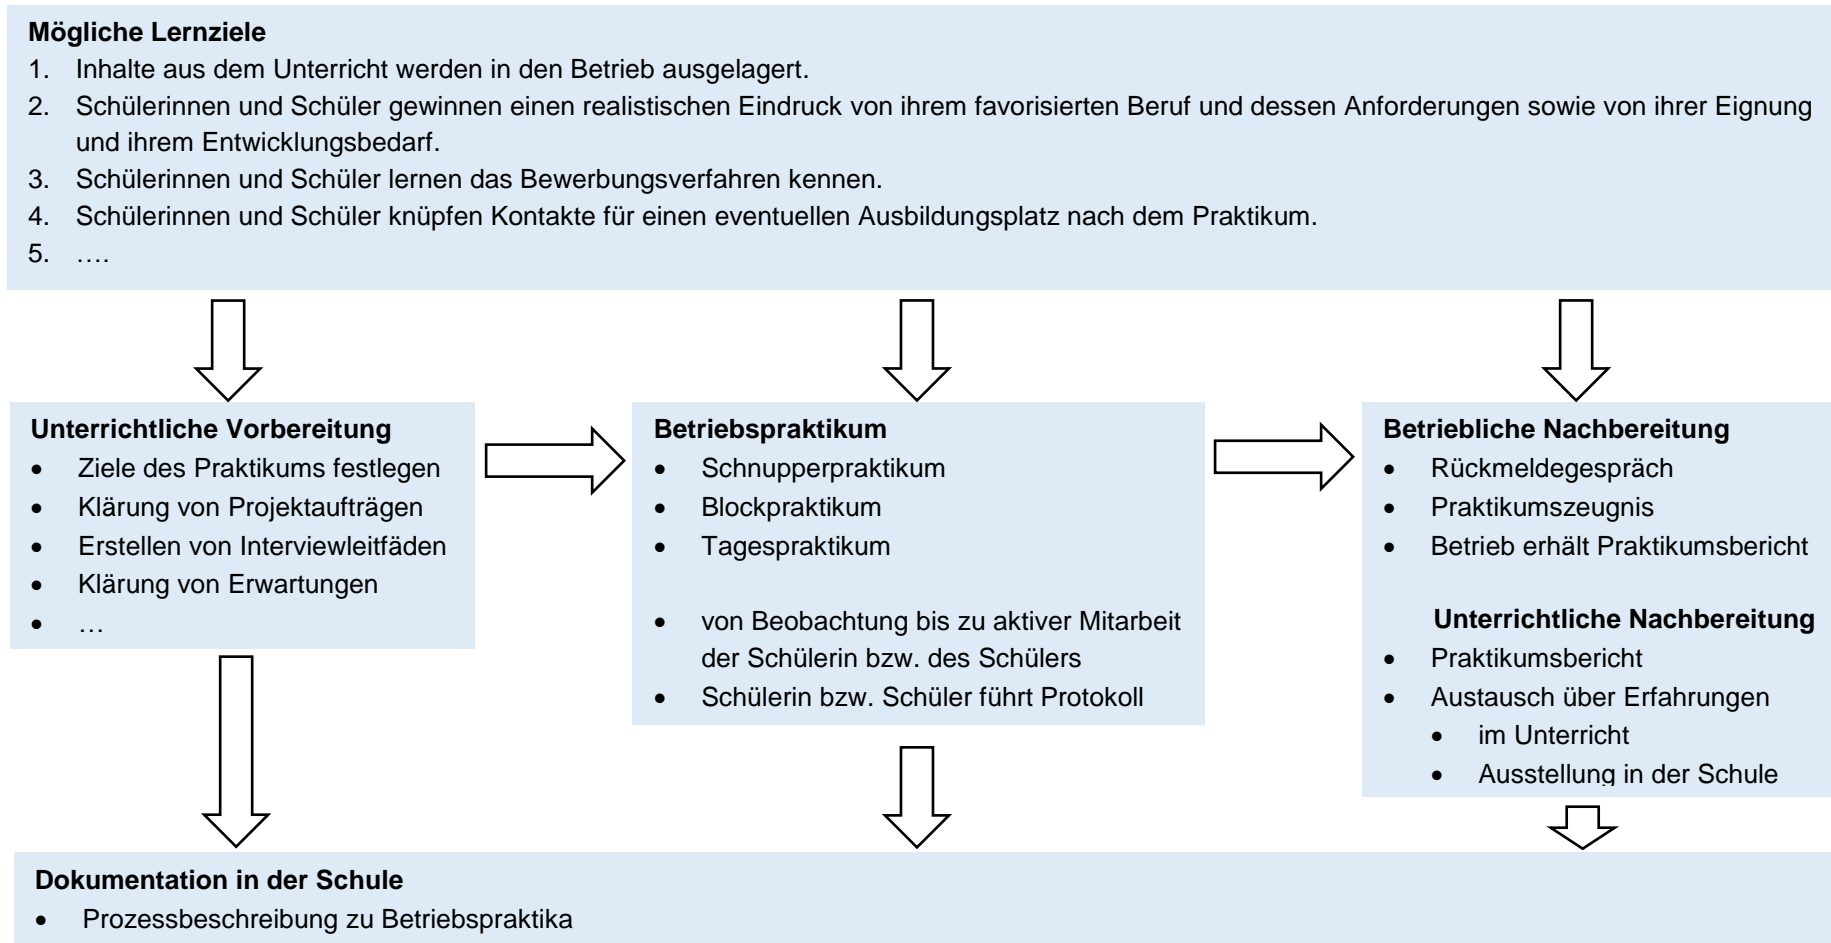 Mögliche Lernziele
1. Inhalte aus dem Unterricht werden in den Betrieb ausgelagert.
2. Schülerinnen und Schüler gewinnen einen realistischen Eindruck von ihrem favorisierten Beruf und dessen Anforderungen sowie von ihrer Eignung
und ihrem Entwicklungsbedarf.
3. Schülerinnen und Schüler lernen das Bewerbungsverfahren kennen.
4. Schülerinnen und Schüler knüpfen Kontakte für einen eventuellen Ausbildungsplatz nach dem Praktikum.
5. ….
Unterrichtliche Vorbereitung
• Ziele des Praktikums festlegen
• Klärung von Projektaufträgen
• Erstellen von Interviewleitfäden
• Klärung von Erwartungen
• …
Betriebspraktikum
• Schnupperpraktikum
• Blockpraktikum
• Tagespraktikum
• von Beobachtung bis zu aktiver Mitarbeit
der Schülerin bzw. des Schülers
• Schülerin bzw. Schüler führt Protokoll
Betriebliche Nachbereitung
• Rückmeldegespräch
• Praktikumszeugnis
• Betrieb erhält Praktikumsbericht
Unterrichtliche Nachbereitung
• Praktikumsbericht
• Austausch über Erfahrungen
• im Unterricht
• Ausstellung in der Schule
Dokumentation in der Schule
• Prozessbeschreibung zu Betriebspraktika